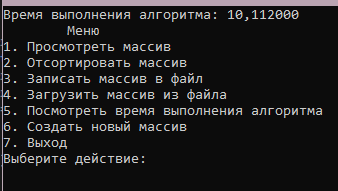 Время выполнения алгоритма: 10,112000
Меню
1. Просмотреть массив
2. Отсортировать массив
3. Записать массив в файл
4. Загрузить массив из файла
5. Посмотреть время выполнения алгоритма
6. Создать новый массив
7. Выход
Выберите действие: